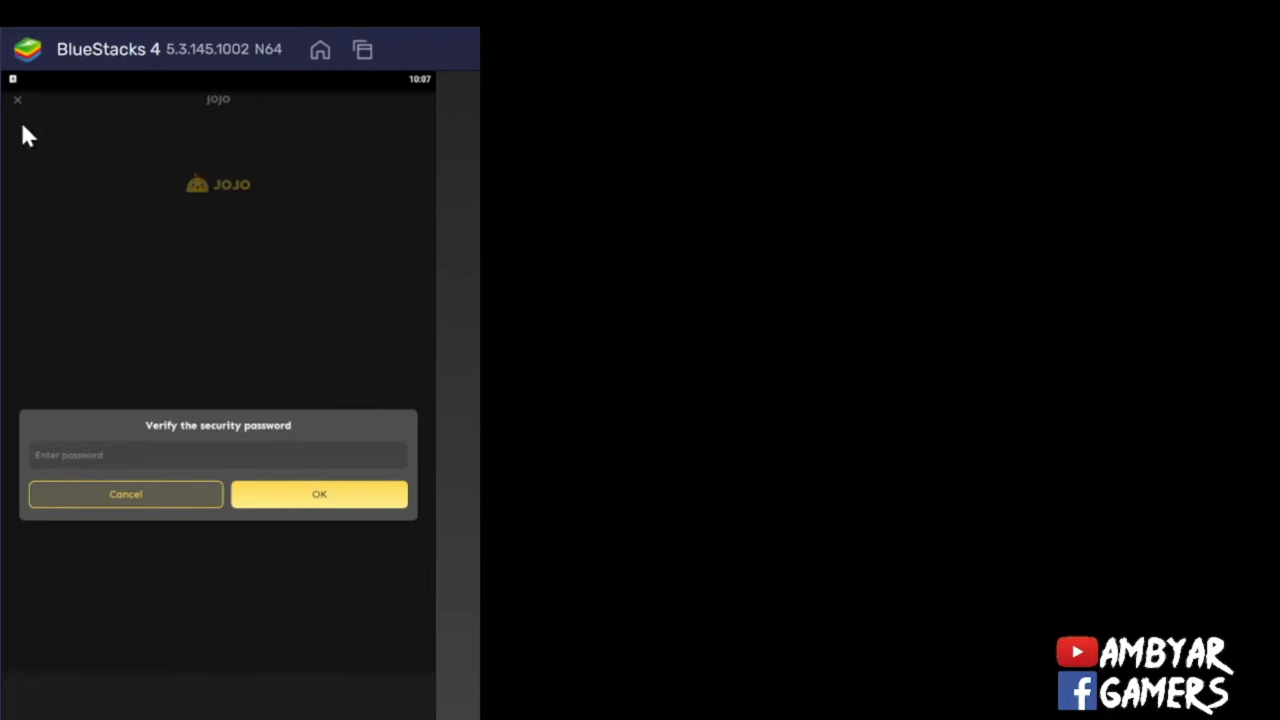 BlueStacks 4 5.3.145.1002 N64
10:07
jojo
JOJO
Verify the security password
Enter password
Cancel
OK
AMBYAR
GAMERS